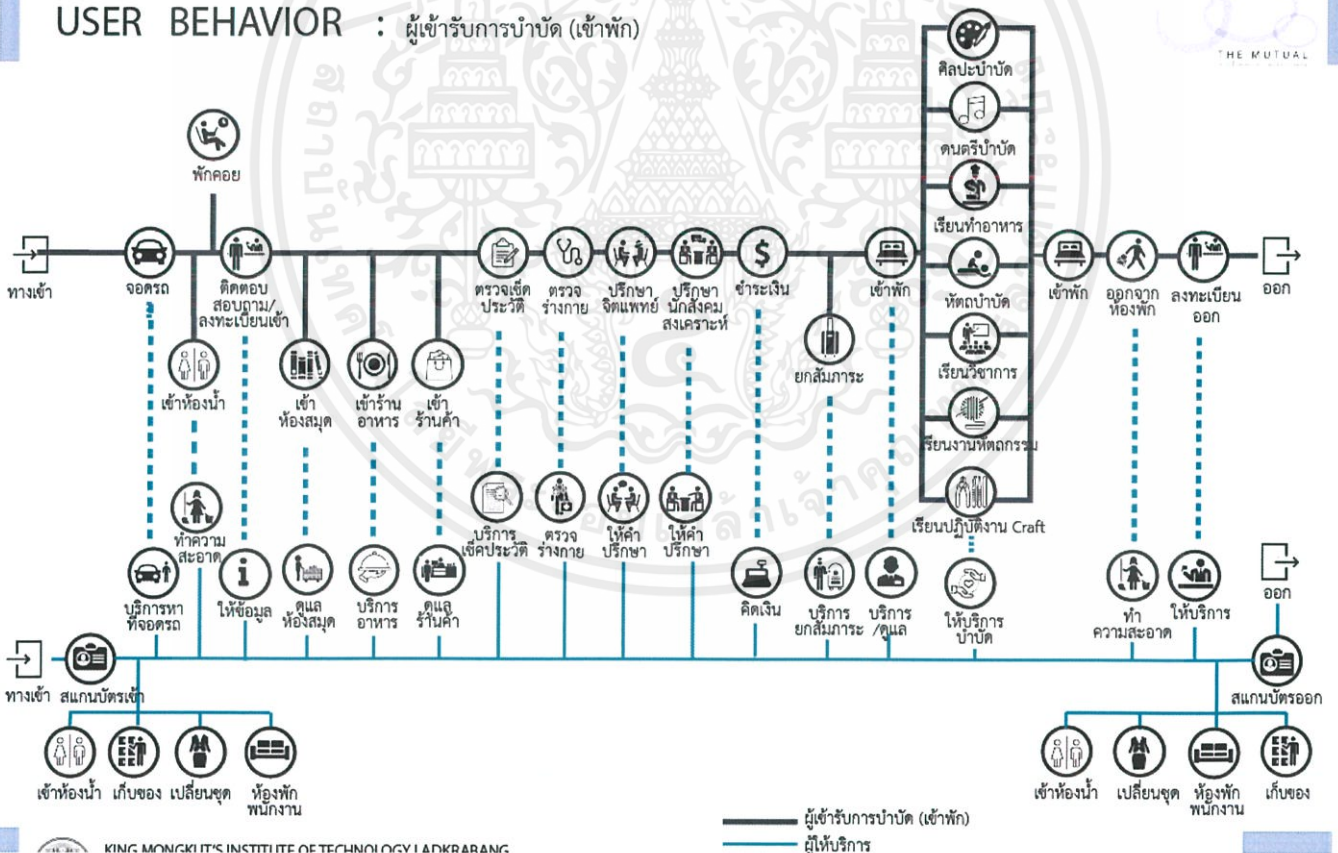 USER BEHAVIOR : ผู้เข้ารับการบำบัด (เข้าพัก)
THE MUTUAL
ศิลปะบำบัด
ดนตรีบำบัด
เรียนทำอาหาร
หัตถบำบัด
เรียนวิชาการ
เรียนงานหัตถกรรม
เรียนปฏิบัติงาน Craft
พักคอย
ทางเข้า
จอดรถ
ติดตอบ
สอบถาม/
ลงทะเบียนเข้า
ตรวจเช็ค
ประวัติ
ตรวจ
ร่างกาย
ปรึกษา
จิตแพทย์
ปรึกษา
นักสังคม
สงเคราะห์
ชำระเงิน
เข้าพัก
เข้าพัก
ออกจาก
ห้องพัก
ลงทะเบียน
ออก
ออก
เข้าห้องน้ำ
เข้า
ห้องสมุด
เข้าร้าน
อาหาร
เข้า
ร้านค้า
ยกสัมภาระ
ทำความ
สะอาด
บริการ
เช็คประวัติ
ตรวจ
ร่างกาย
ให้คำ
ปรึกษา
ให้คำ
ปรึกษา
บริการหา
ที่จอดรถ
ให้ข้อมูล
ดูแล
ห้องสมุด
บริการ
อาหาร
ดูแล
ร้านค้า
คิดเงิน
บริการ
ยกสัมภาระ
บริการ
/ดูแล
ให้บริการ
บำบัด
ทำ
ความสะอาด
ให้บริการ
ออก
ทางเข้า
สแกนบัตรเข้า
สแกนบัตรออก
เข้าห้องน้ำ
เก็บของ
เปลี่ยนชุด
ห้องพัก
พนักงาน
เข้าห้องน้ำ
เปลี่ยนชุด
ห้องพัก
พนักงาน
เก็บของ
ผู้เข้ารับการบำบัด (เข้าพัก)
ผู้ให้บริการ
KING MONGKUT'S INSTITUTE OF TECHNOLOGY LADKRABANG